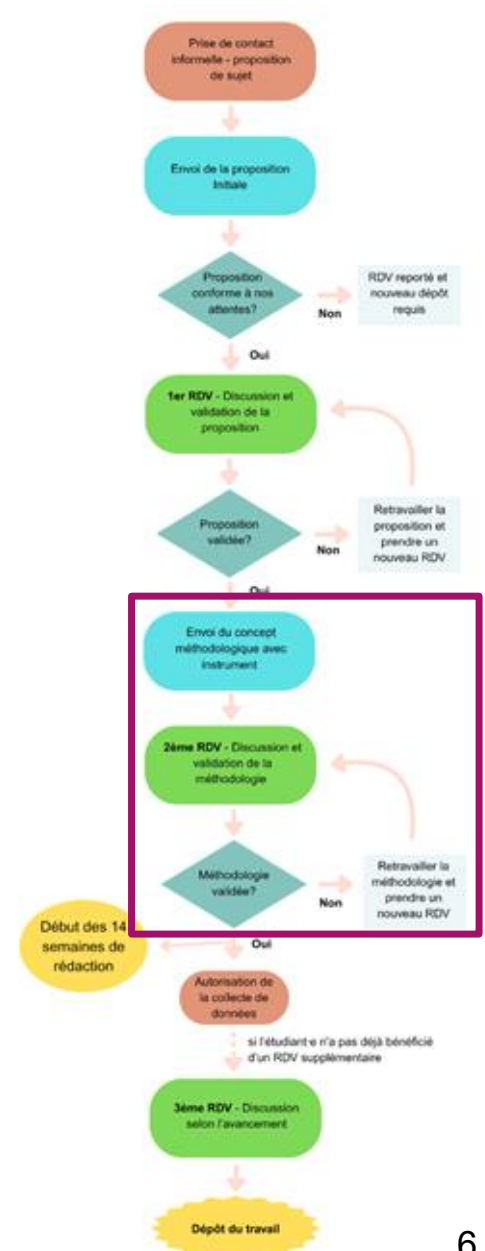 Prise de contact
informelle - proposition
de sujet
Envoi de la proposition
Initiale
Proposition
conforme à nos
attentes?
Non
RDV reporté et
nouveau dépôt
requis
Oui
1er RDV - Discussion et
validation de la
proposition
Proposition
validée?
Non
Retravailler la
proposition et
prendre un
nouveau RDV
Oui
Envoi du concept
méthodologique avec
instrument
2ème RDV - Discussion et
validation de la
méthodologie
Méthodologie
validée?
Non
Retravailler la
méthodologie et
prendre un
nouveau RDV
Début des 14
semaines de
rédaction
Oui
Autorisation de
la collecte de
données
si l'étudiant·e n'a pas déjà bénéficié
d'un RDV supplémentaire
3ème RDV - Discussion
selon l'avancement
Dépôt du travail
6